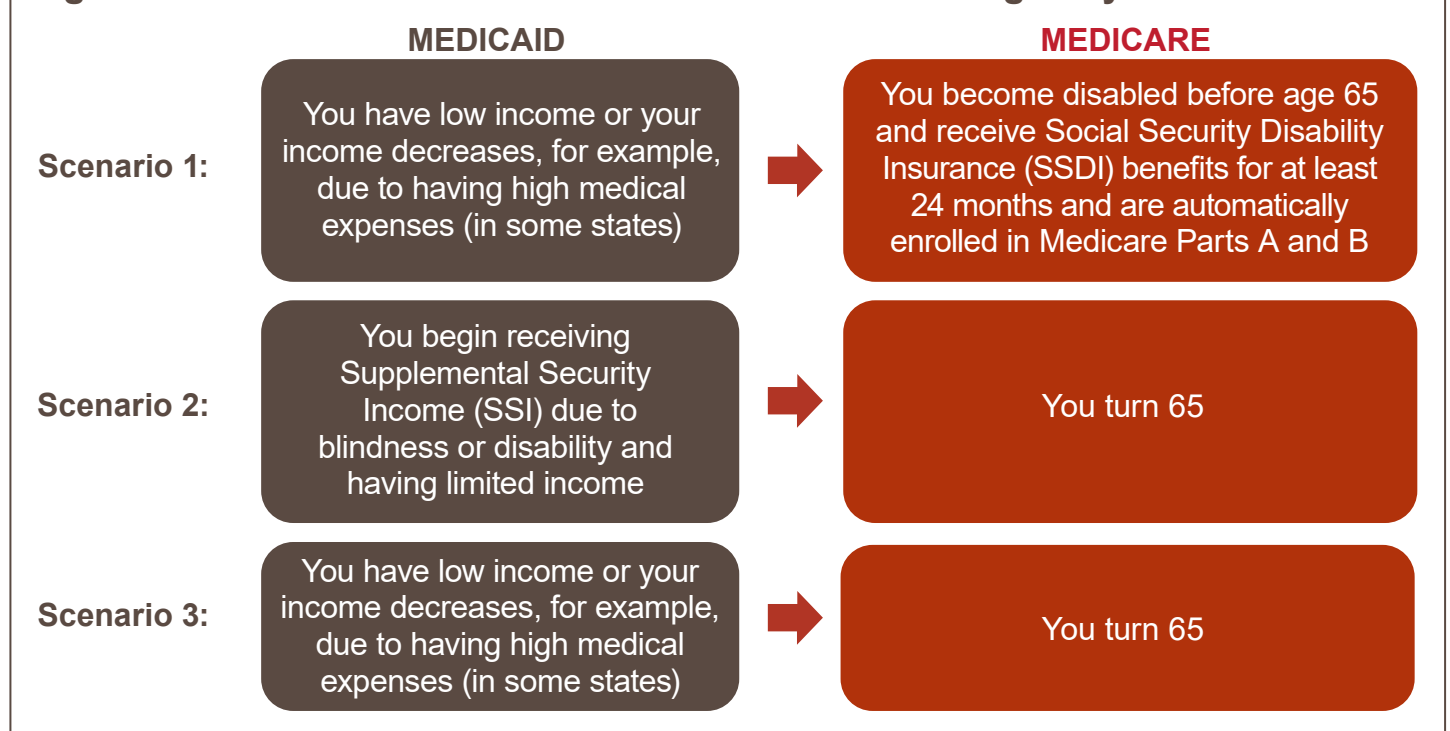 MEDICAID
MEDICARE
Scenario 1:
You have low income or your
income decreases, for example,
due to having high medical
expenses (in some states)
You become disabled before age 65
and receive Social Security Disability
Insurance (SSDI) benefits for at least
24 months and are automatically
enrolled in Medicare Parts A and B
Scenario 2:
You begin receiving
Supplemental Security
Income (SSI) due to
blindness or disability and
having limited income
You turn 65
Scenario 3:
You have low income or your
income decreases, for example,
due to having high medical
expenses (in some states)
You turn 65